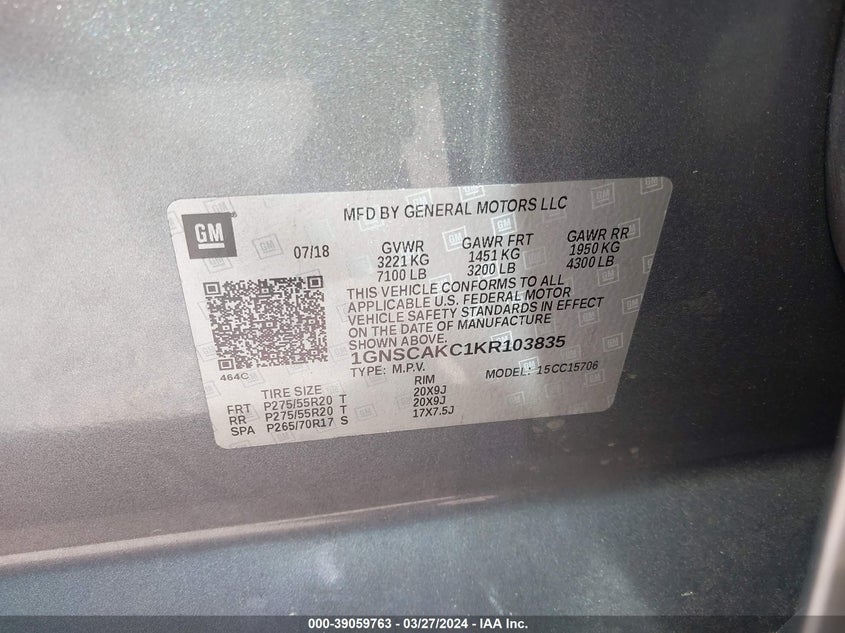 GM
MFD BY GENERAL MOTORS LLC
07/18
GVWR GAWR FRT GAWR RR
3221 KG 1451 KG 1950 KG
7100 LB 3200 LB 4300 LB
THIS VEHICLE CONFORMS TO ALL
APPLICABLE U.S. FEDERAL MOTOR
VEHICLE SAFETY STANDARDS IN EFFECT
ON THE DATE OF MANUFACTURE
SHOWN ABOVE.
1GNSCAKC1KR103835
TYPE: M.P.V. MODEL: 15CC15706
464C
TIRE SIZE RIM
FRT P275/55R20 T 20X9J
RR P275/55R20 T 20X9J
SPA P265/70R17 S 17X7.5J
000-39059763 - 03/27/2024 - IAA Inc.